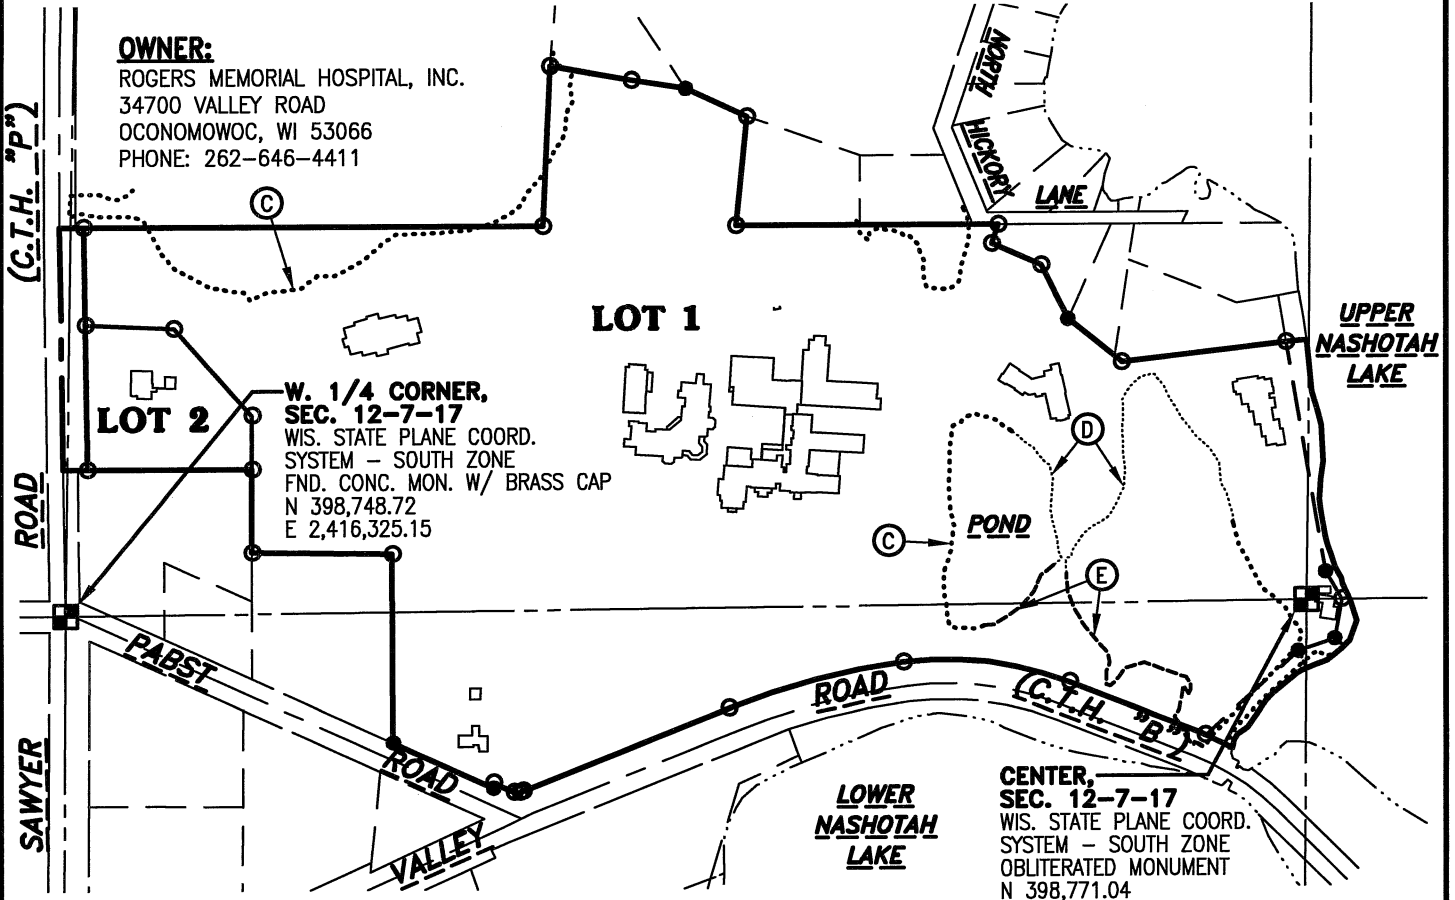 OWNER:
ROGERS MEMORIAL HOSPITAL, INC.
34700 VALLEY ROAD
OCONOMOWOC, WI 53066
PHONE: 262-646-4411
(C.T.H. "P")
SAWYER ROAD
NORTH
HICKORY
LANE
C
LOT 1
LOT 2
UPPER
NASHOTAH
LAKE
W. 1/4 CORNER,
SEC. 12-7-17
WIS. STATE PLANE COORD.
SYSTEM – SOUTH ZONE
FND. CONC. MON. W/ BRASS CAP
N 398,748.72
E 2,416,325.15
D
POND
C
E
PABST
ROAD
VALLEY
ROAD
(C.T.H. "B")
LOWER
NASHOTAH
LAKE
CENTER,
SEC. 12-7-17
WIS. STATE PLANE COORD.
SYSTEM – SOUTH ZONE
OBLITERATED MONUMENT
N 398,771.04